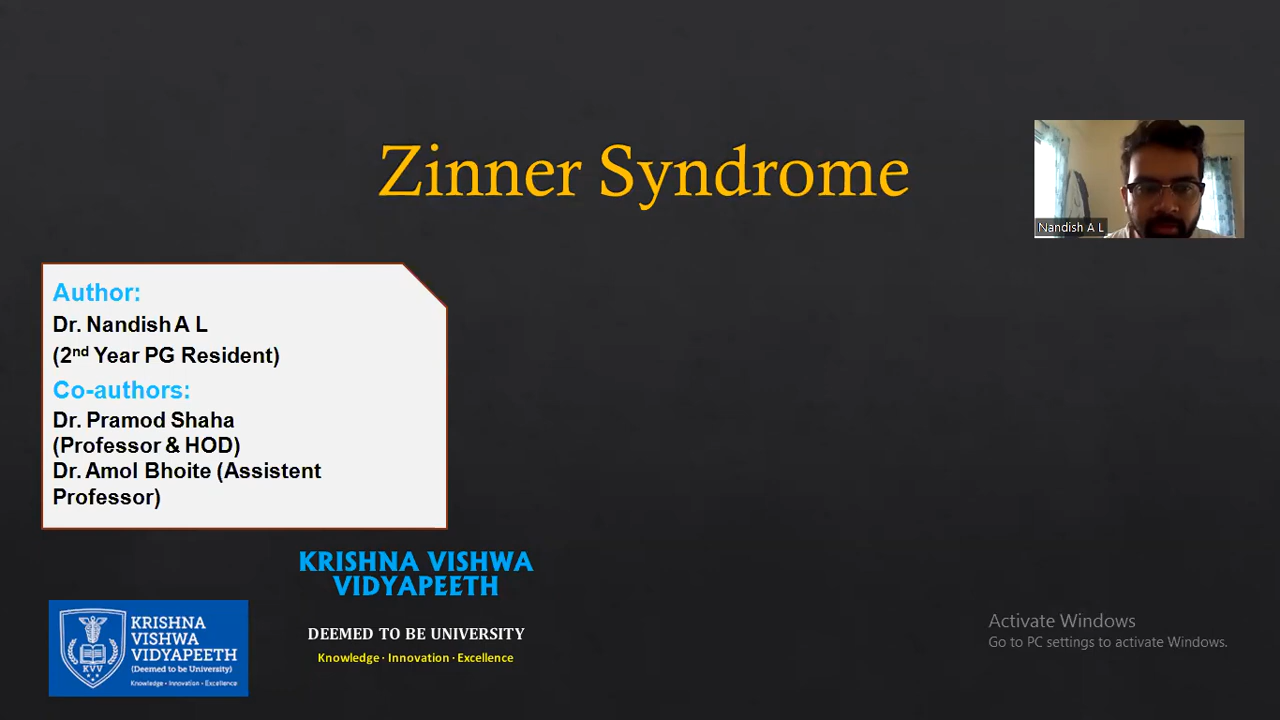 Zinner Syndrome
Nandish A L
Author:
Dr. Nandish A L
(2nd Year PG Resident)
Co-authors:
Dr. Pramod Shaha
(Professor & HOD)
Dr. Amol Bhoite (Assistent
Professor)
KRISHNA VISHWA
VIDYAPEETH
DEEMED TO BE UNIVERSITY
Knowledge · Innovation · Excellence
KVV
KRISHNA
VISHWA
VIDYAPEETH
(Deemed to be University)
Knowledge • Innovation • Excellence
Activate Windows
Go to PC settings to activate Windows.